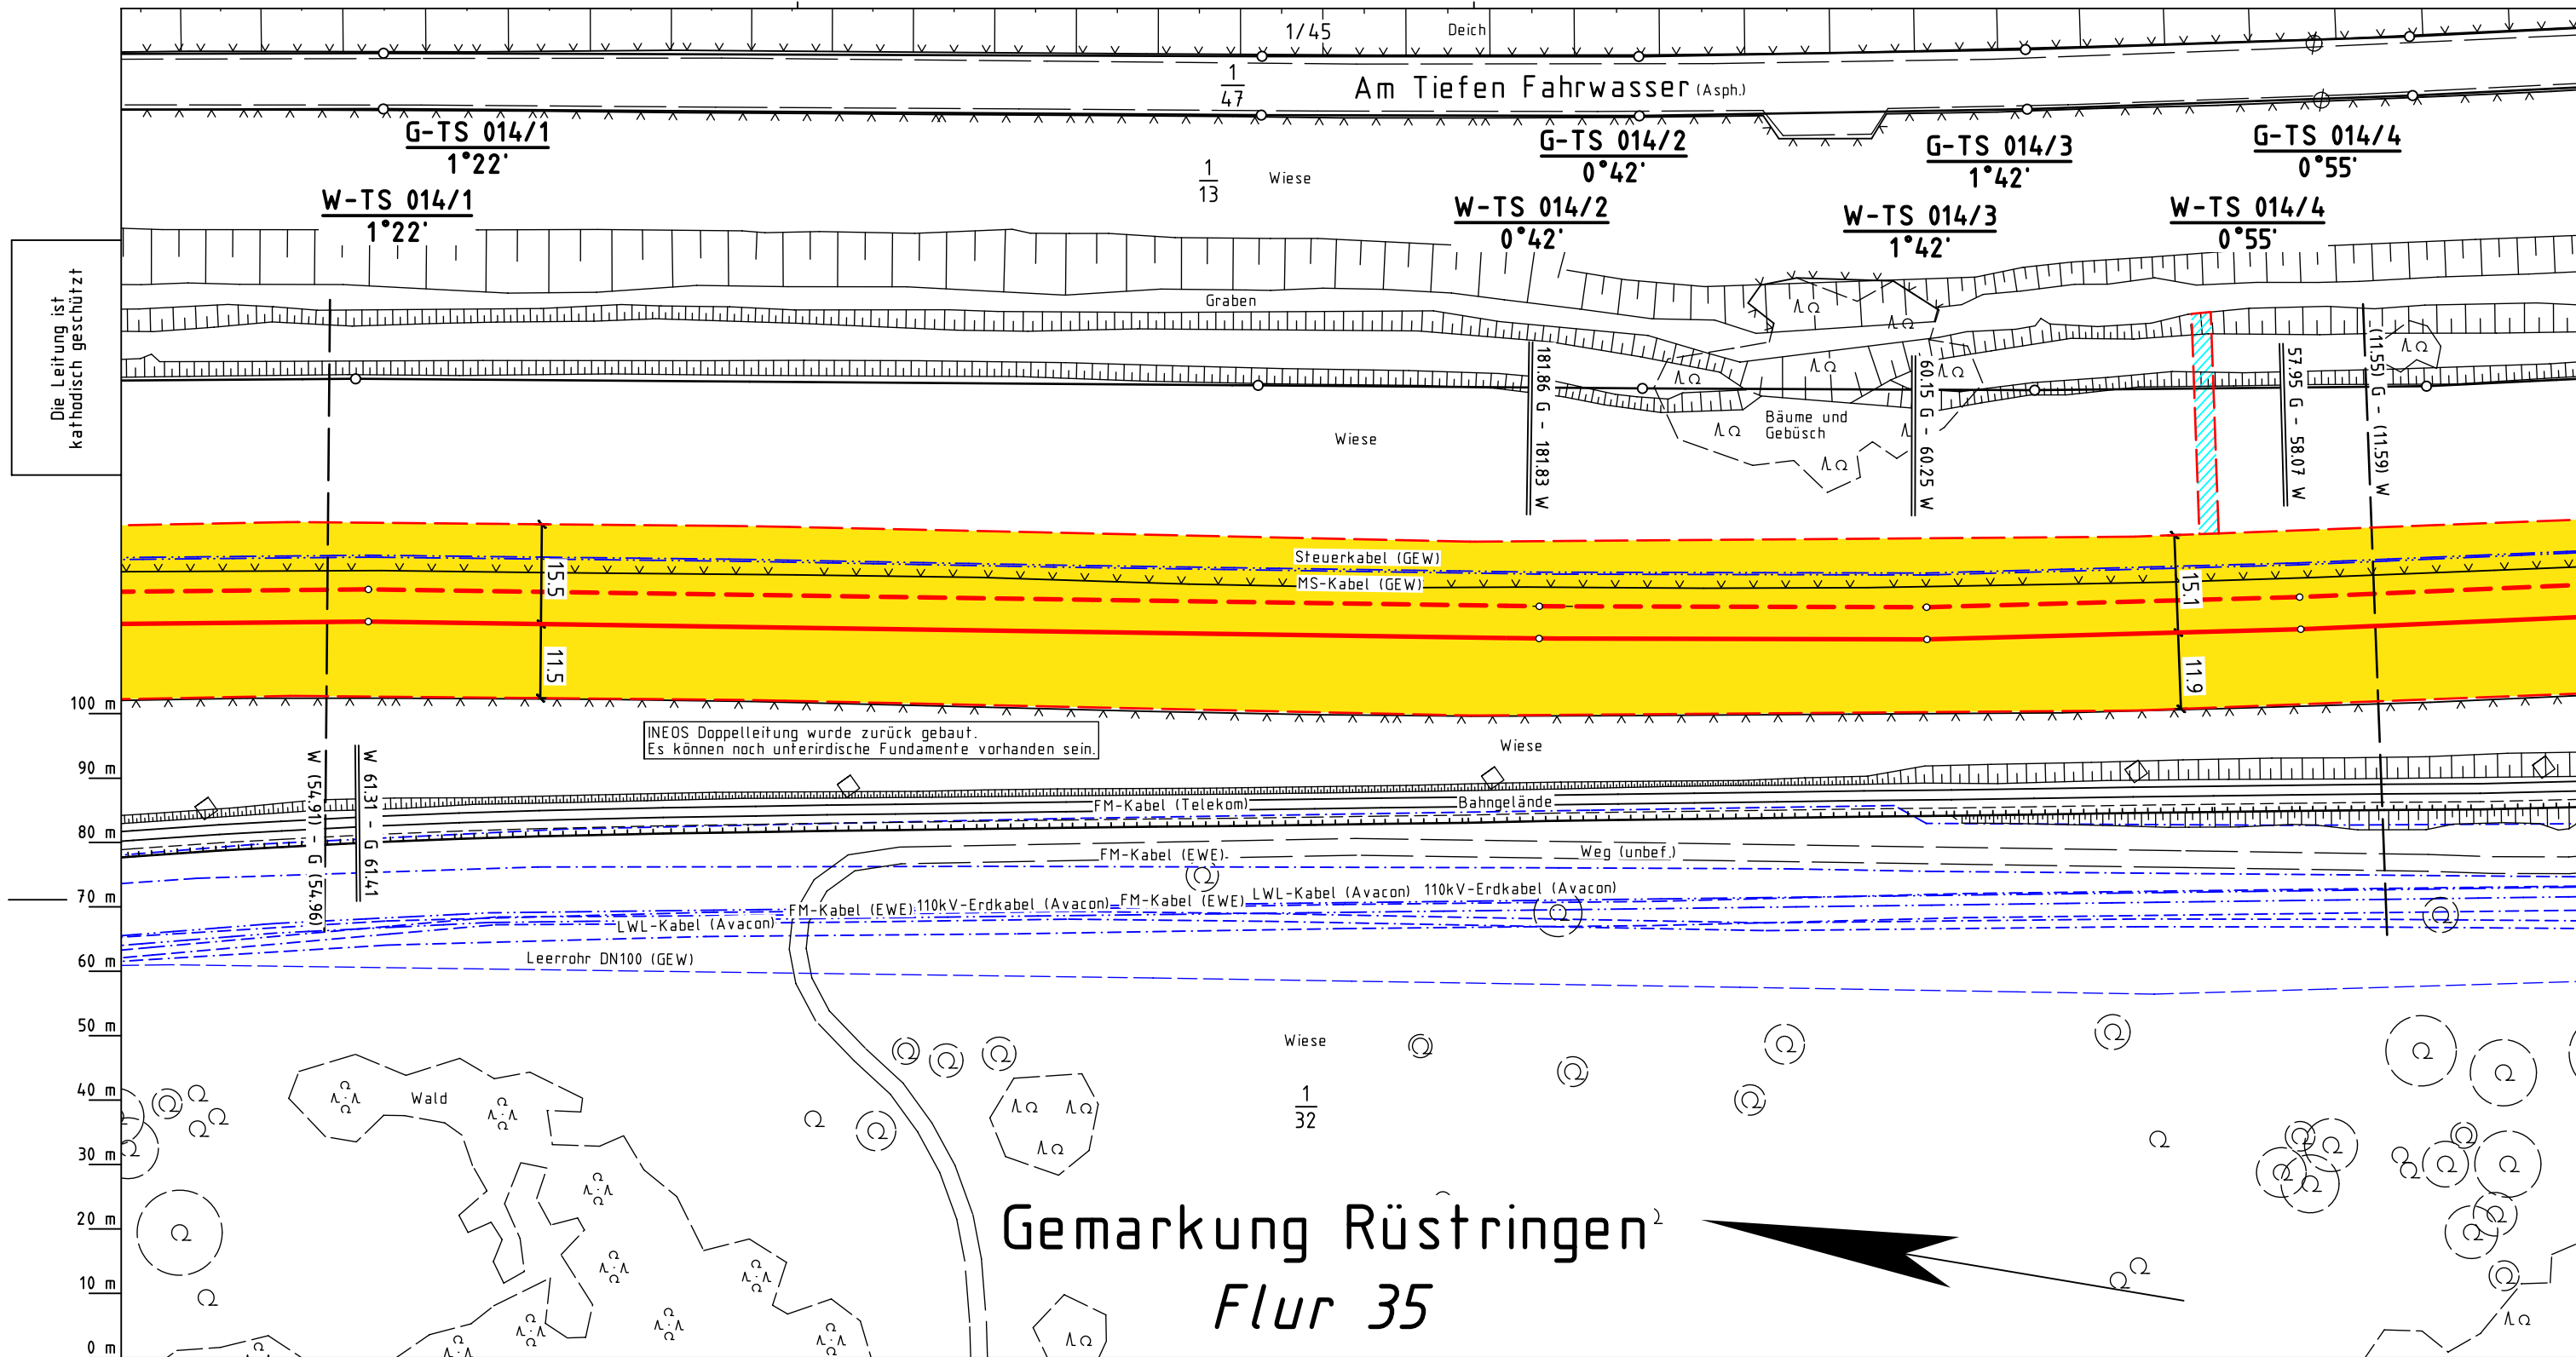 1/45
Deich
1
47
Am Tiefen Fahrwasser (Asph.)
G-TS 014/1
1°22'
G-TS 014/2
0°42'
G-TS 014/3
1°42'
G-TS 014/4
0°55'
1
13
Wiese
W-TS 014/1
1°22'
W-TS 014/2
0°42'
W-TS 014/3
1°42'
W-TS 014/4
0°55'
Die Leitung ist
kathodisch geschützt
Graben
181.86 G - 181.83 W
60.15 G - 60.25 W
57.95 G - 58.07 W
(11.55) G - (11.59) W
Bäume und
Gebüsch
Wiese
Steuerkabel (GEW)
MS-Kabel (GEW)
15.5
11.5
15.1
11.9
100 m
INEOS Doppelleitung wurde zurück gebaut.
Es können noch unterirdische Fundamente vorhanden sein.
Wiese
W (54.91) - G (54.96)
W 61.31 - G 61.41
90 m
FM-Kabel (Telekom)
Bahngelände
80 m
FM-Kabel (EWE)
Weg (unbef.)
70 m
FM-Kabel (EWE)
110kV-Erdkabel (Avacon)
FM-Kabel (EWE)
LWL-Kabel (Avacon)
110kV-Erdkabel (Avacon)
LWL-Kabel (Avacon)
60 m
Leerrohr DN100 (GEW)
50 m
Wiese
40 m
Wald
1
32
30 m
20 m
Gemarkung Rüstringen
10 m
Flur 35
0 m